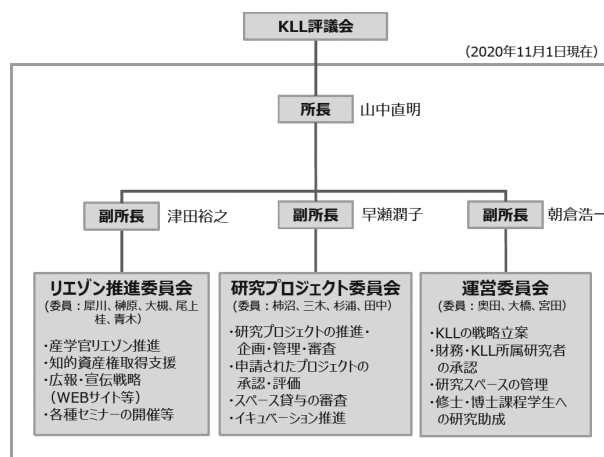 KLL評議会
（2020年11月1日現在）
所長 山中直明
副所長 津田裕之
副所長 早瀬潤子
副所長 朝倉浩一
リエゾン推進委員会
（委員：犀川、榊原、大槻、尾上
桂、青木）
・産学官リエゾン推進
・知的資産権取得支援
・広報・宣伝戦略
（WEBサイト等）
・各種セミナーの開催等
研究プロジェクト委員会
（委員：柿沼、三木、杉浦、田中）
・研究プロジェクトの推進・
企画・管理・審査
・申請されたプロジェクトの
承認・評価
・スペース貸与の審査
・イキュベーション推進
運営委員会
（委員：奥田、大橋、宮田）
・KLLの戦略立案
・財務・KLL所属研究者
の承認
・研究スペースの管理
・修士・博士課程学生へ
の研究助成